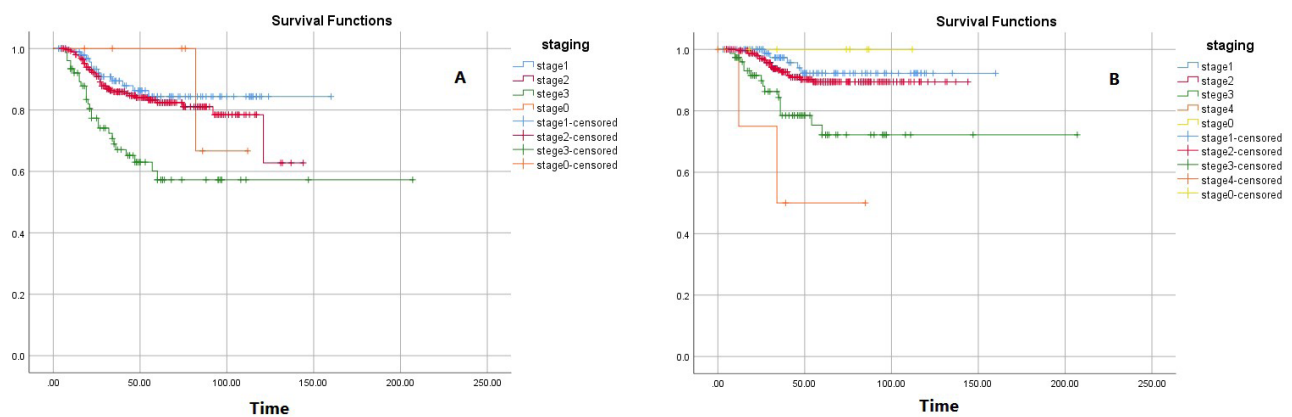 Survival Functions
A
staging
stage1
stage2
stege3
stage0
stage1-censored
stage2-censored
stege3-censored
stage0-censored
1.0
0.8
0.6
0.4
0.2
0.0
.00 50.00 100.00 150.00 200.00 250.00
Time
Survival Functions
B
staging
stage1
stage2
stege3
stage4
stage0
stage1-censored
stage2-censored
stege3-censored
stage4-censored
stage0-censored
1.0
0.8
0.6
0.4
0.2
0.0
.00 50.00 100.00 150.00 200.00 250.00
Time